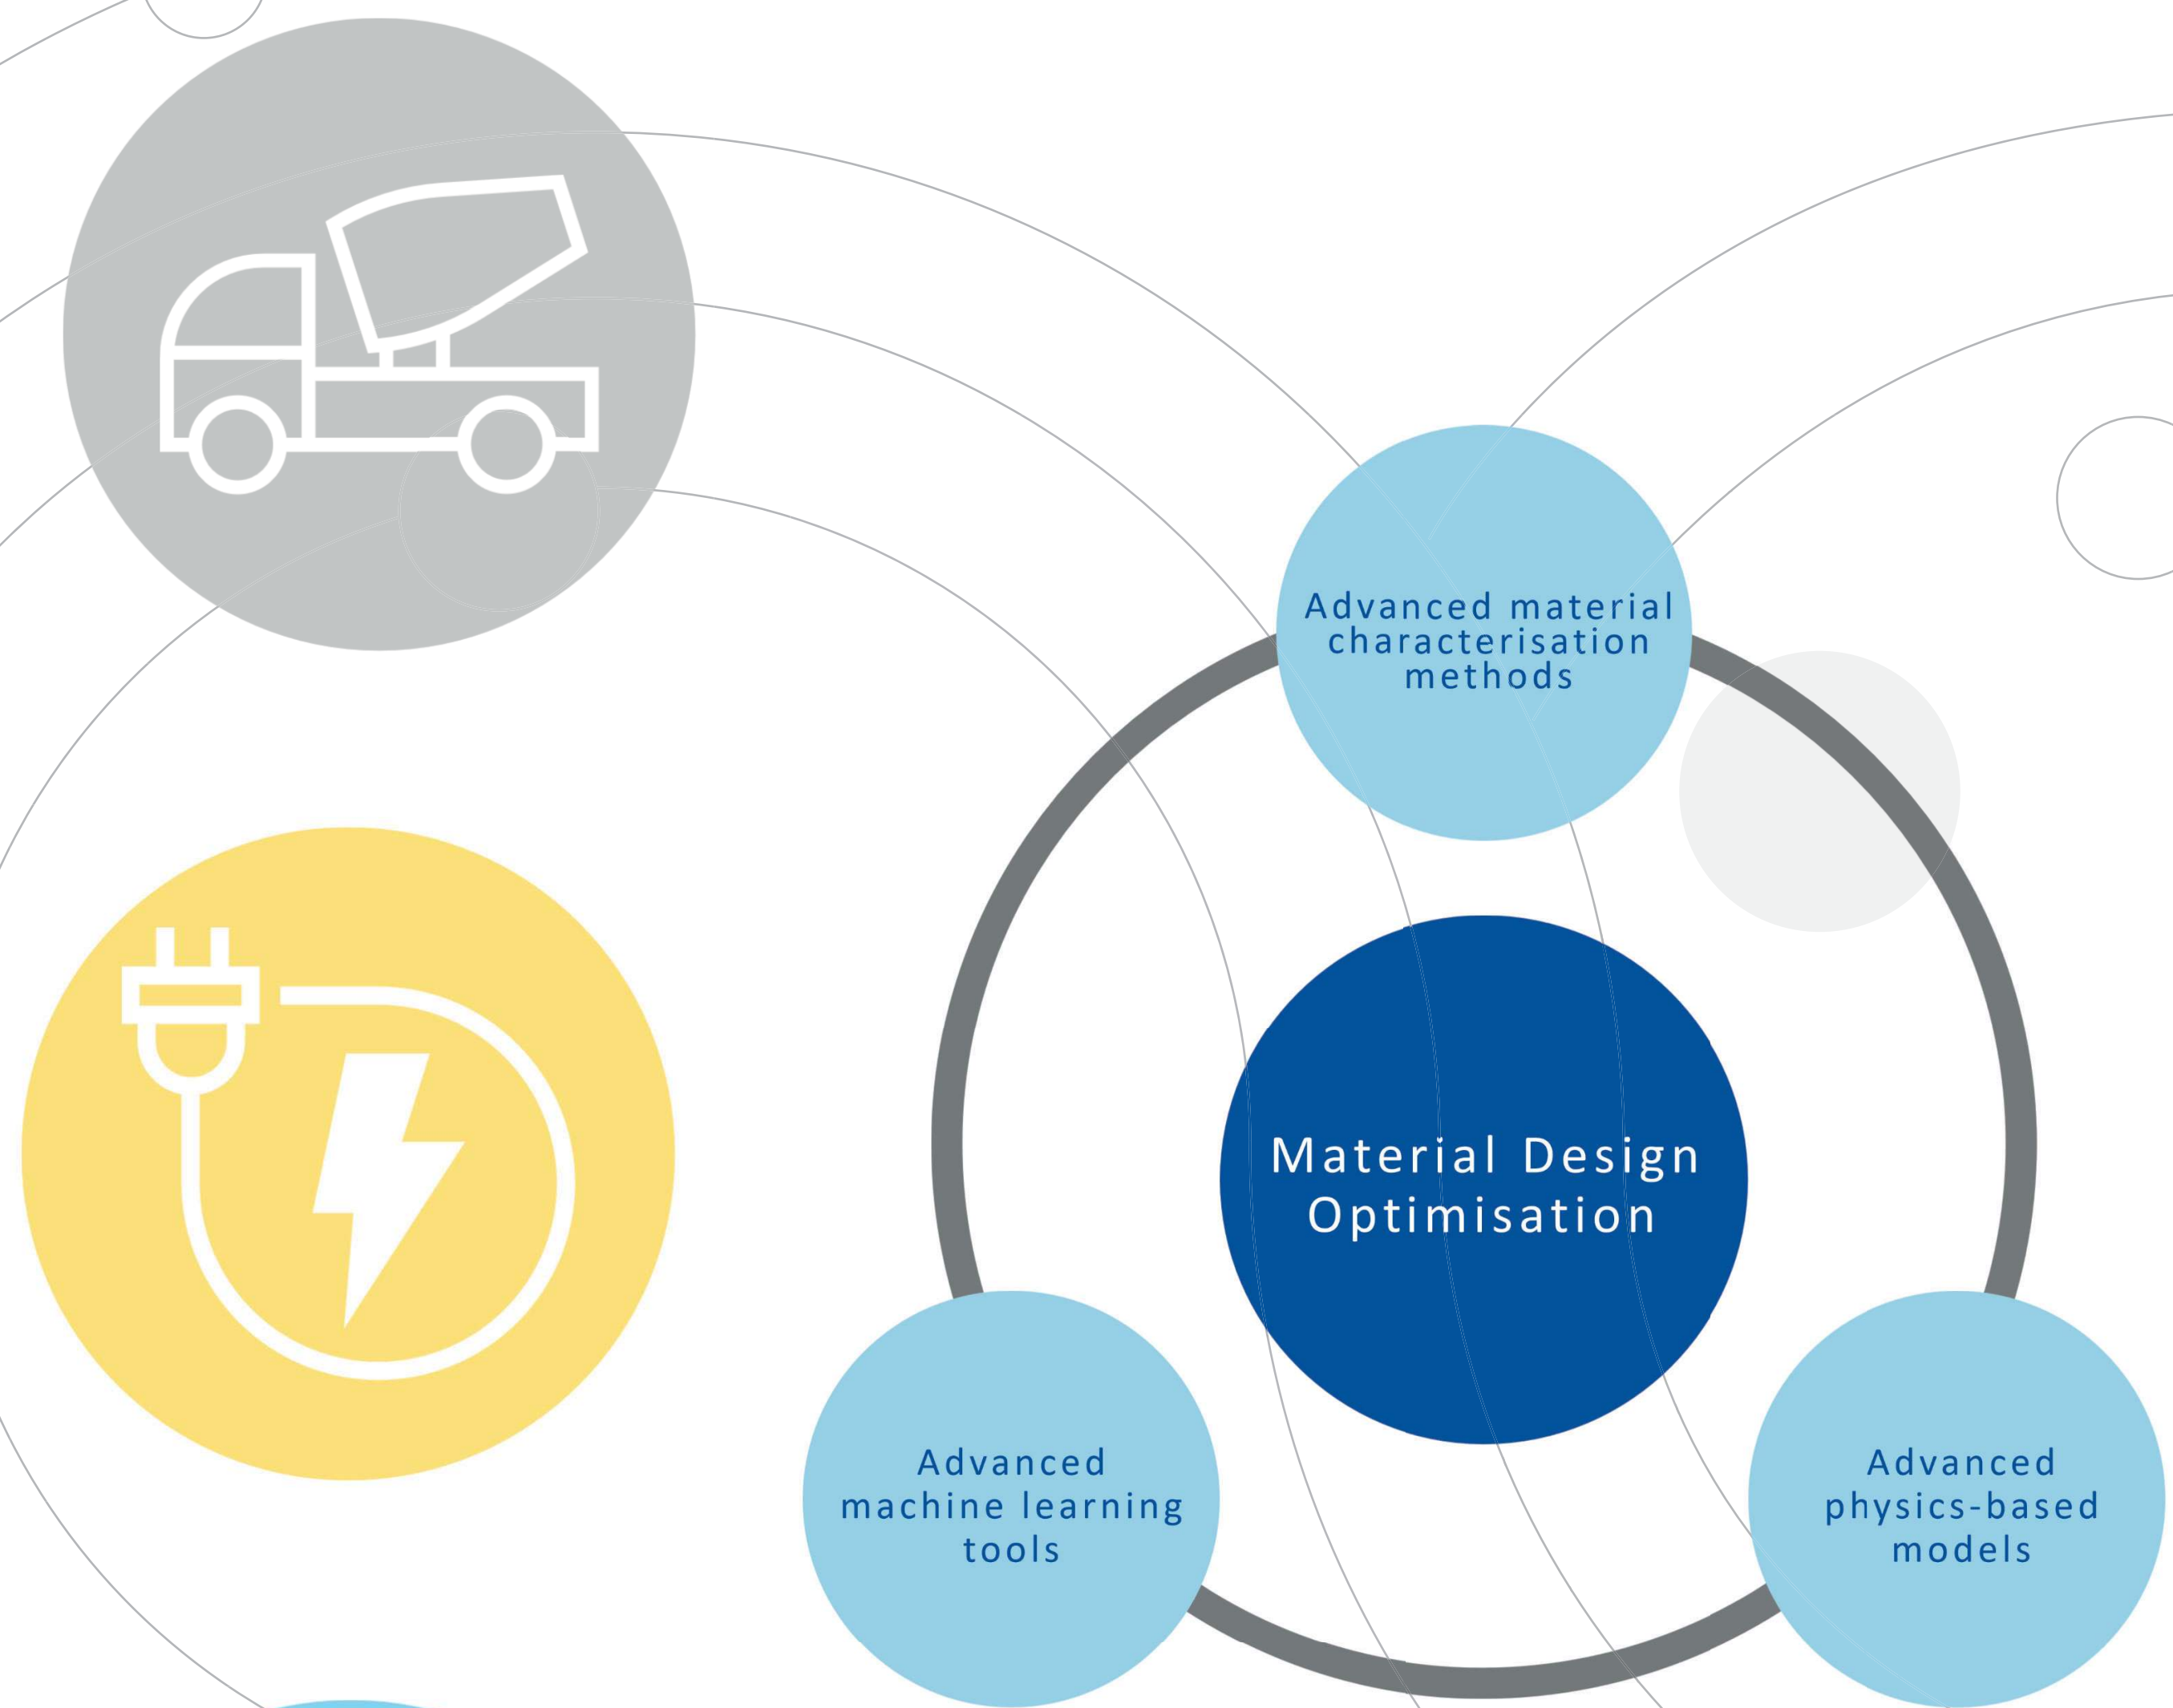 Advanced material
characterisation
methods
Material Design
Optimisation
Advanced
machine learning
tools
Advanced
physics-based
models